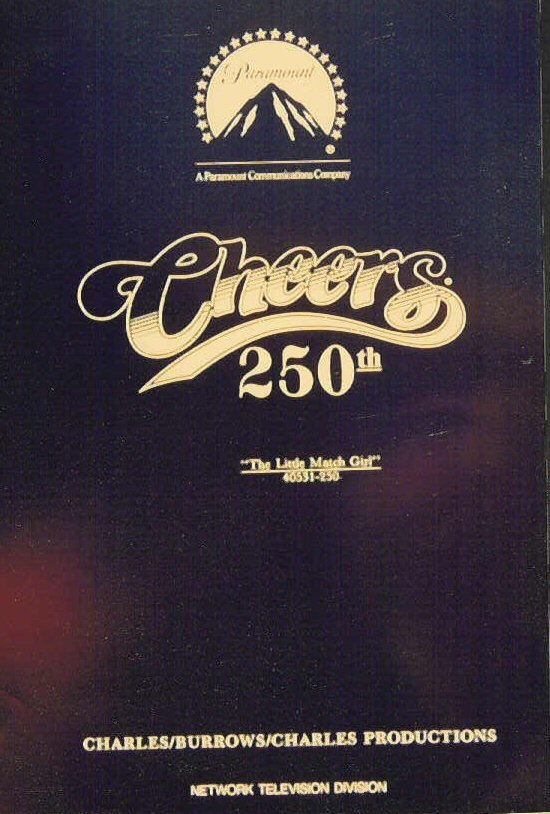 Paramount
®
A Paramount Communications Company
Cheers
250th
"The Little Match Girl"
40531-250
CHARLES/BURROWS/CHARLES PRODUCTIONS
NETWORK TELEVISION DIVISION